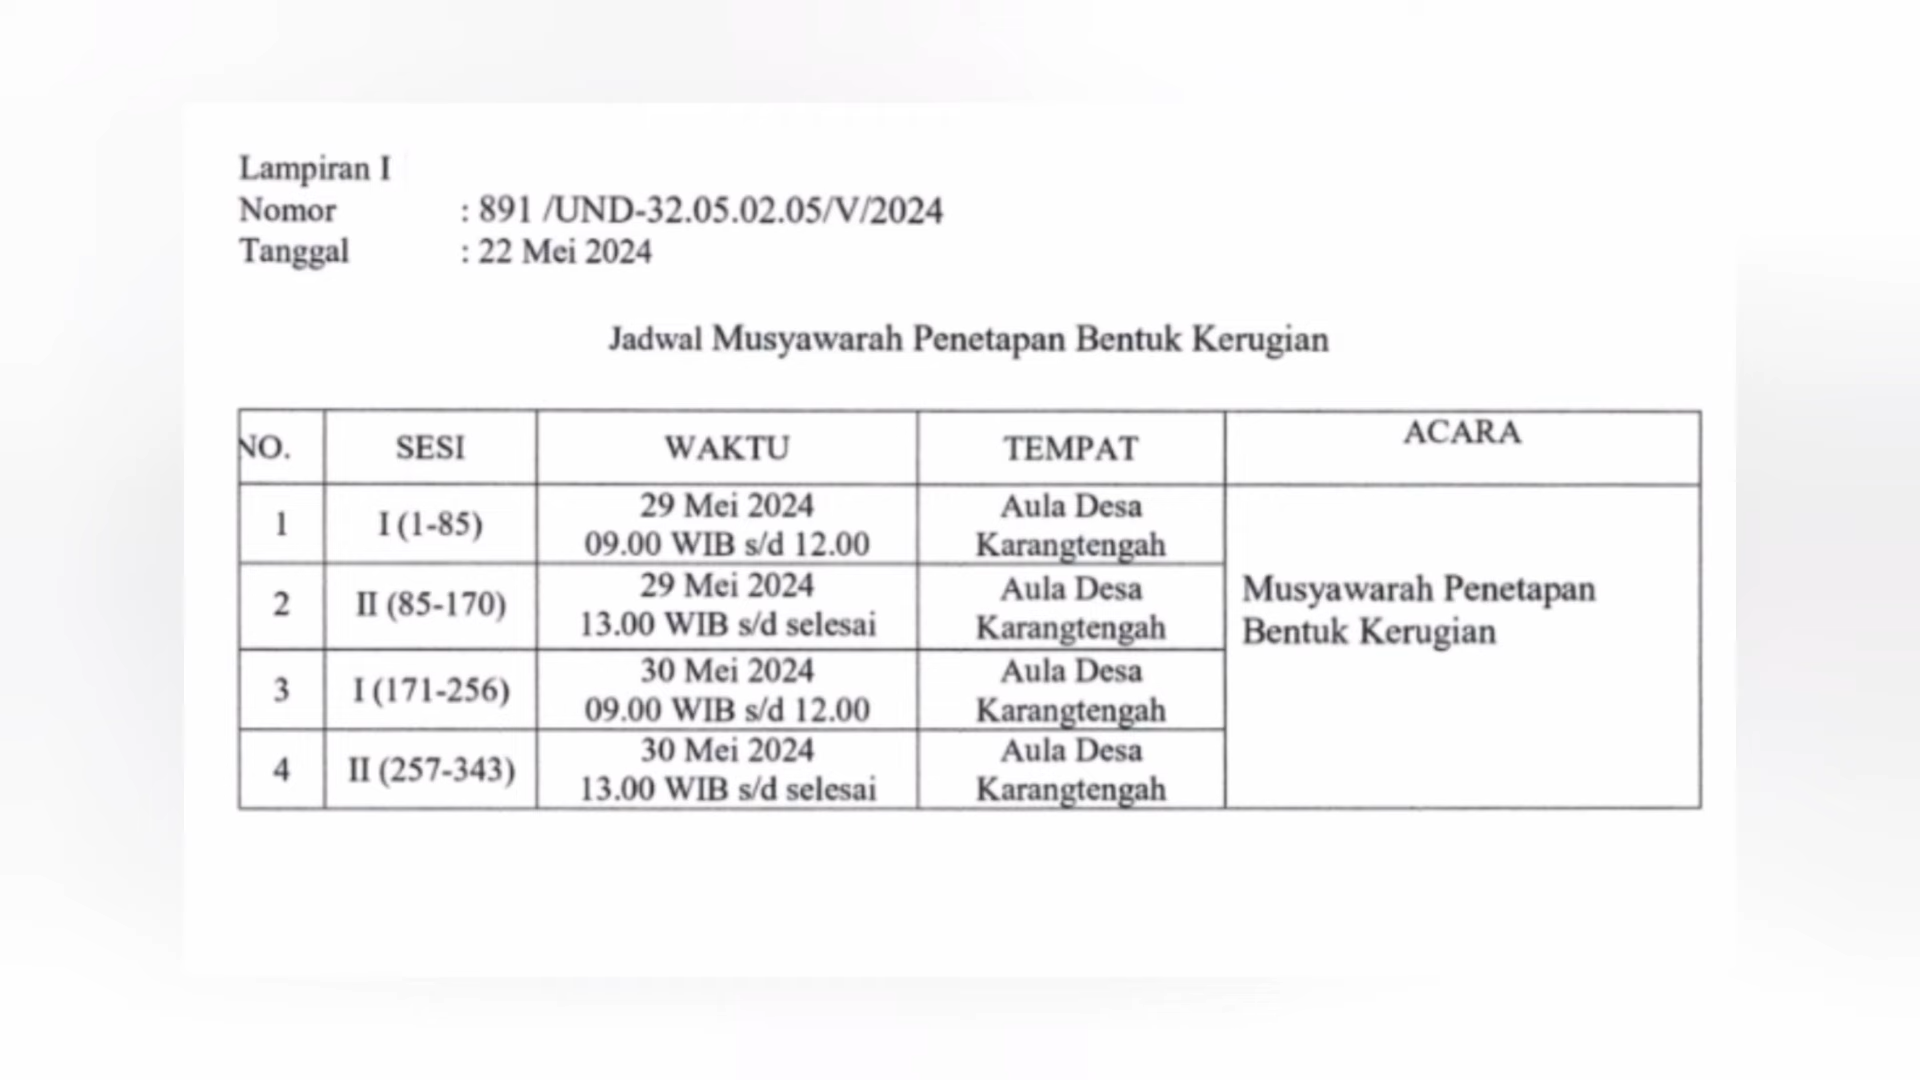 Lampiran I
Nomor : 891 /UND-32.05.02.05/V/2024
Tanggal : 22 Mei 2024
Jadwal Musyawarah Penetapan Bentuk Kerugian
NO. SESI WAKTU TEMPAT ACARA
1 I (1-85) 29 Mei 2024 09.00 WIB s/d 12.00 Aula Desa Karangtengah
2 II (85-170) 29 Mei 2024 13.00 WIB s/d selesai Aula Desa Karangtengah
3 I (171-256) 30 Mei 2024 09.00 WIB s/d 12.00 Aula Desa Karangtengah
4 II (257-343) 30 Mei 2024 13.00 WIB s/d selesai Aula Desa Karangtengah
Musyawarah Penetapan
Bentuk Kerugian